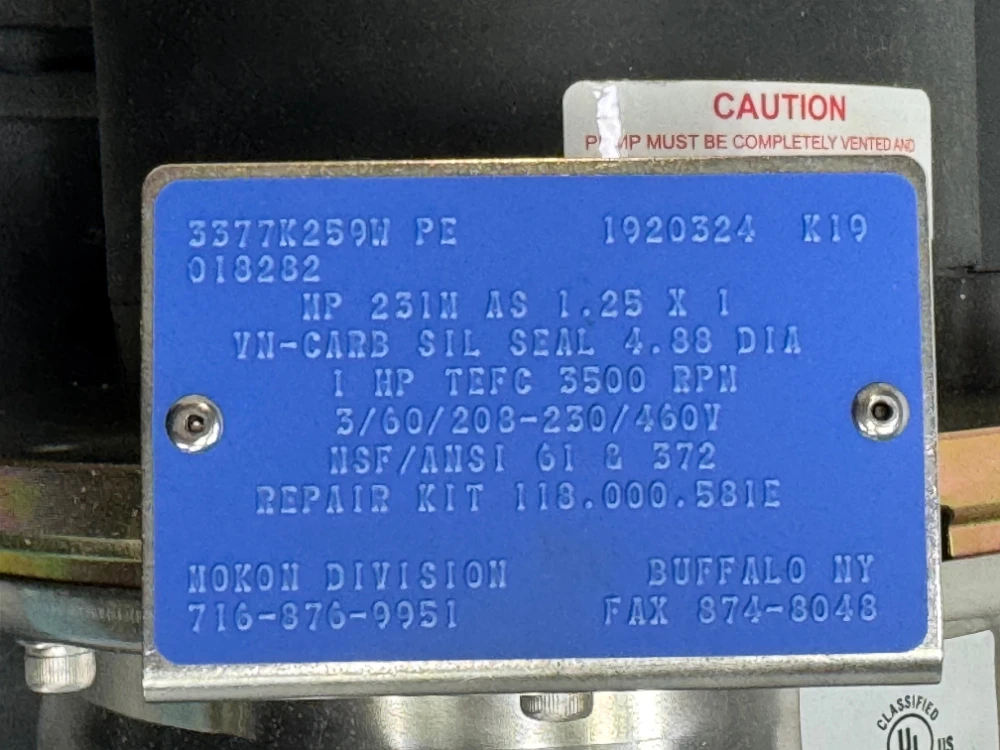 CAUTION
PUMP MUST BE COMPLETELY VENTED AND
3377K259W PE 1920324 K19
018282
MP 231M AS 1.25 X 1
VN-CARB SIL SEAL 4.88 DIA
1 HP TEFC 3500 RPM
3/60/208-230/460V
NSF/ANSI 61 & 372
REPAIR KIT 118.000.581E
MOKON DIVISION BUFFALO NY
716-876-9951 FAX 874-8048
CLASSIFIED
UL US